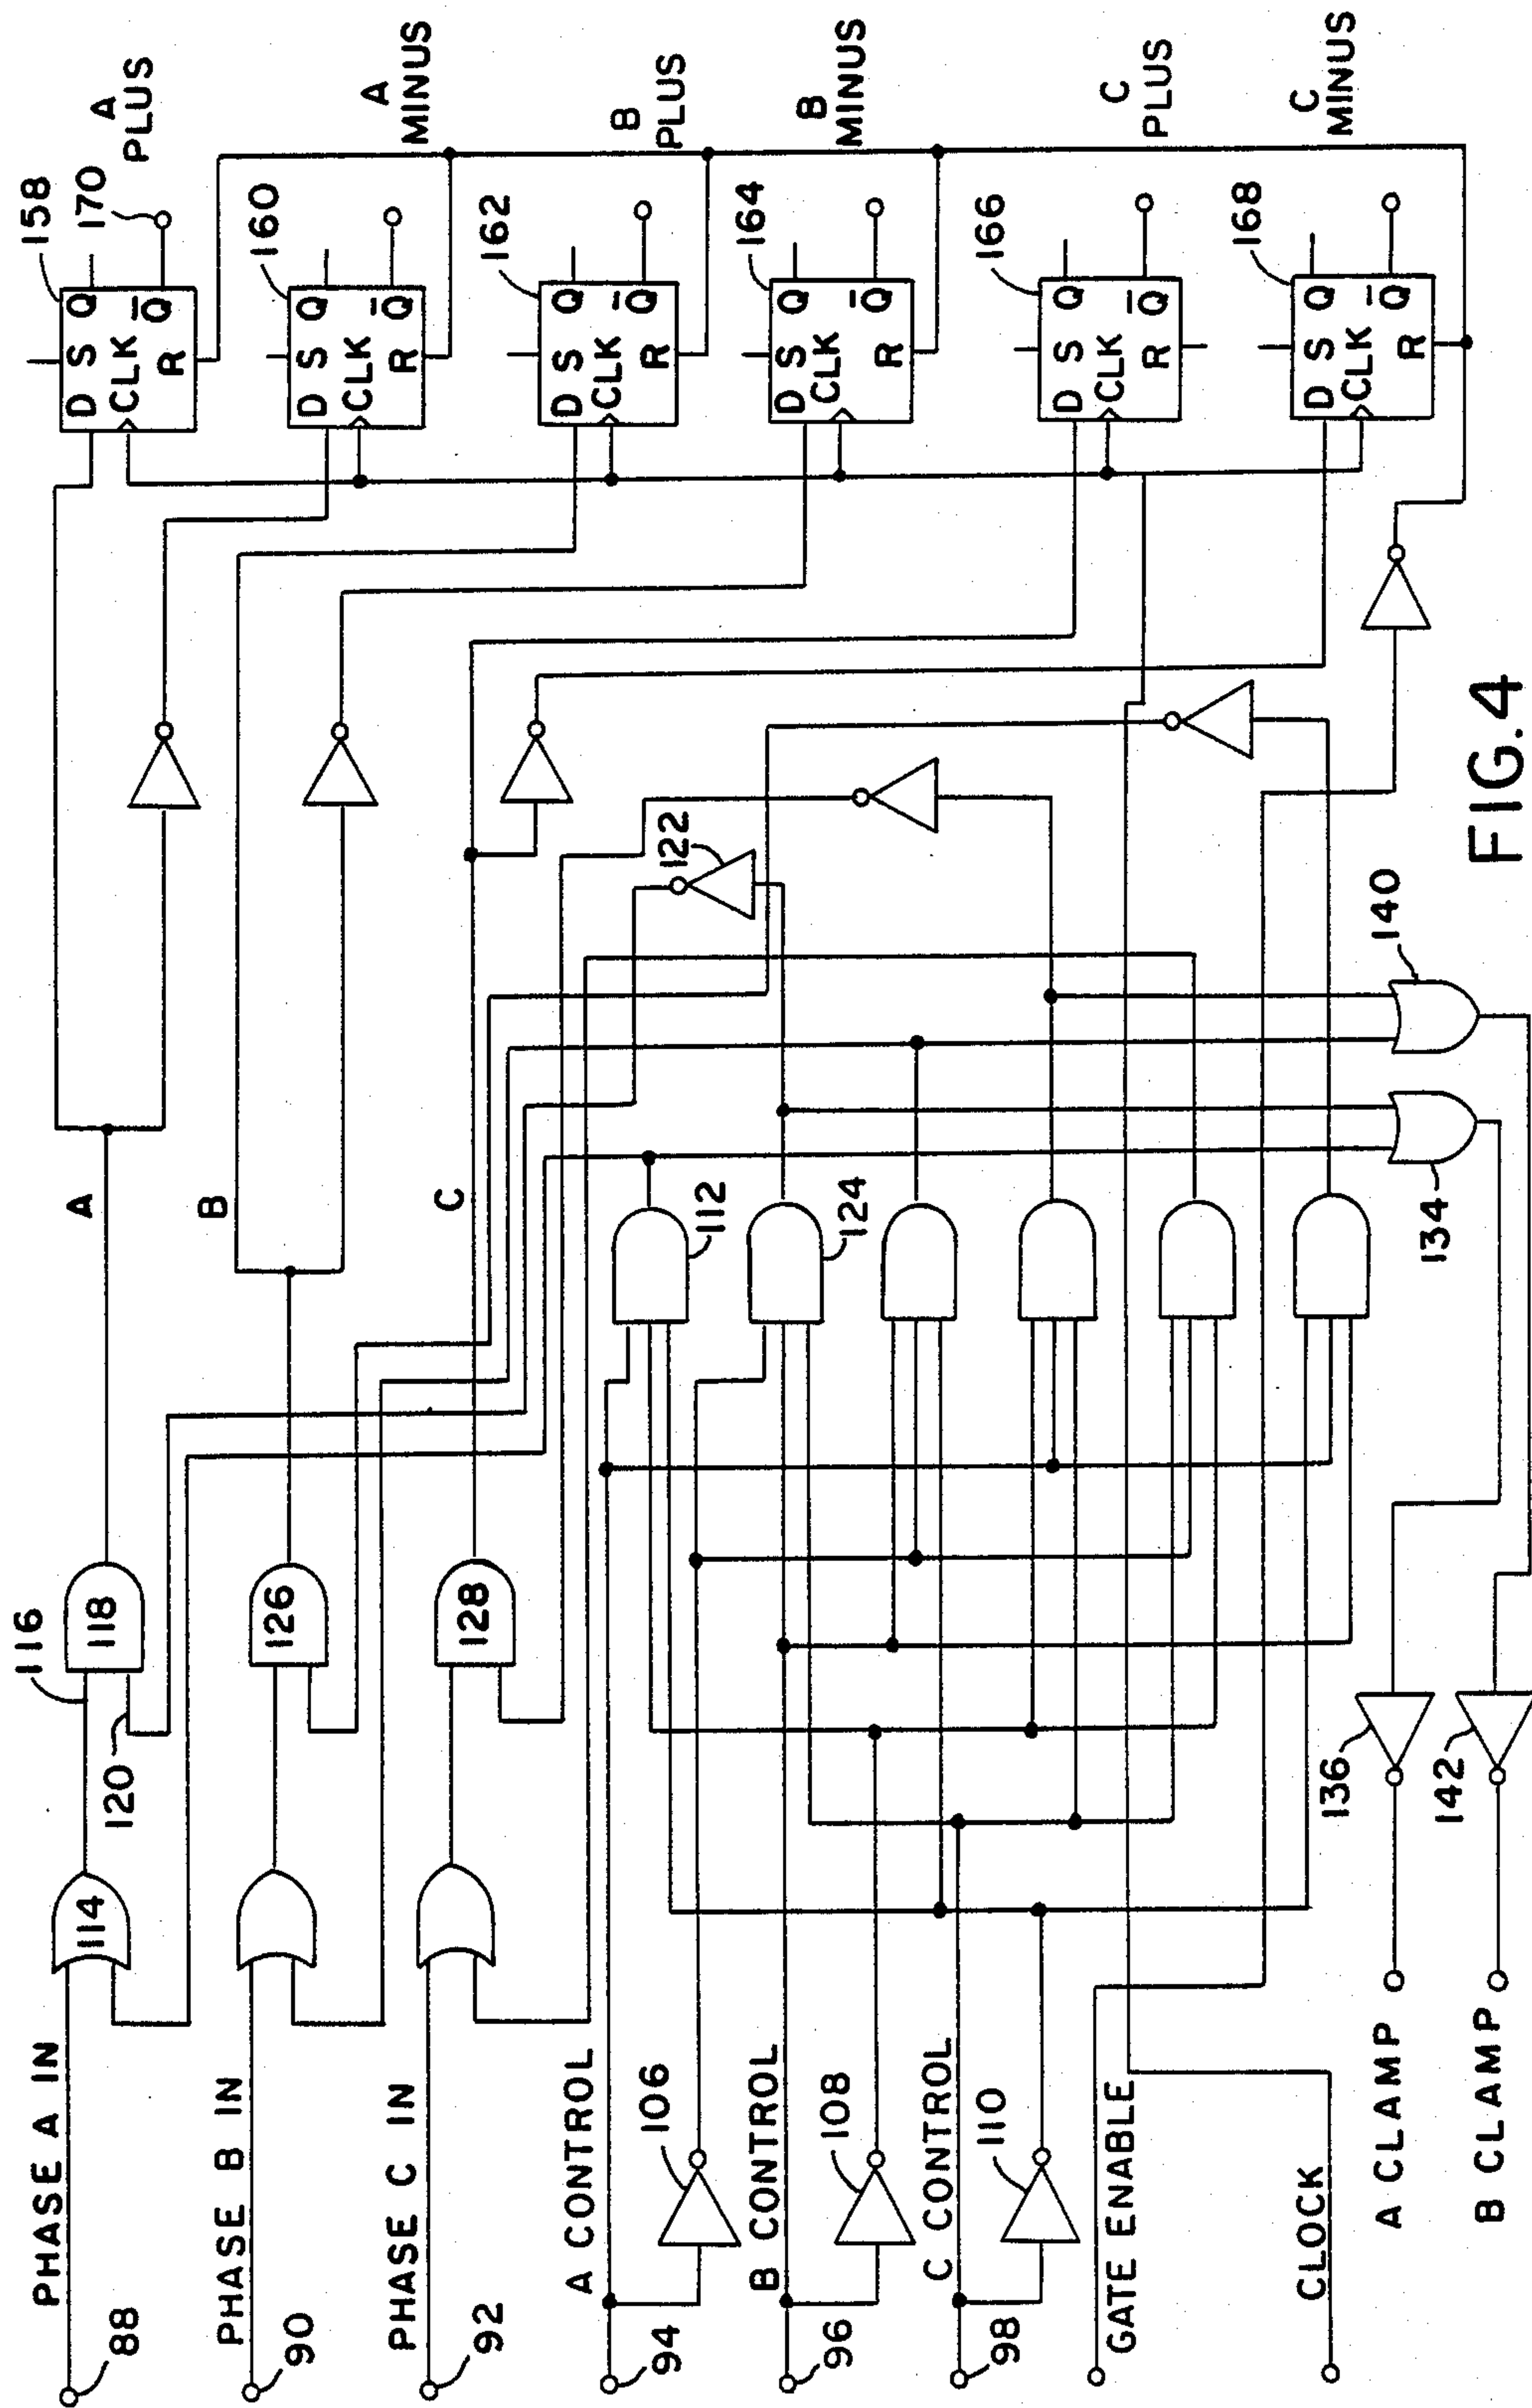 PHASE A IN
88
114
116
118
120
A
158
D S Q
CLK Q̅
R
170
A PLUS
PHASE B IN
90
126
B
160
D S Q
CLK Q̅
R
A MINUS
PHASE C IN
92
128
C
162
D S Q
CLK Q̅
R
B PLUS
A CONTROL
94
106
112
122
164
D S Q
CLK Q̅
R
B MINUS
B CONTROL
96
108
124
166
D S Q
CLK Q̅
R
C PLUS
C CONTROL
98
110
168
D S Q
CLK Q̅
R
C MINUS
GATE ENABLE
CLOCK
A CLAMP
136
134
140
B CLAMP
142
FIG. 4